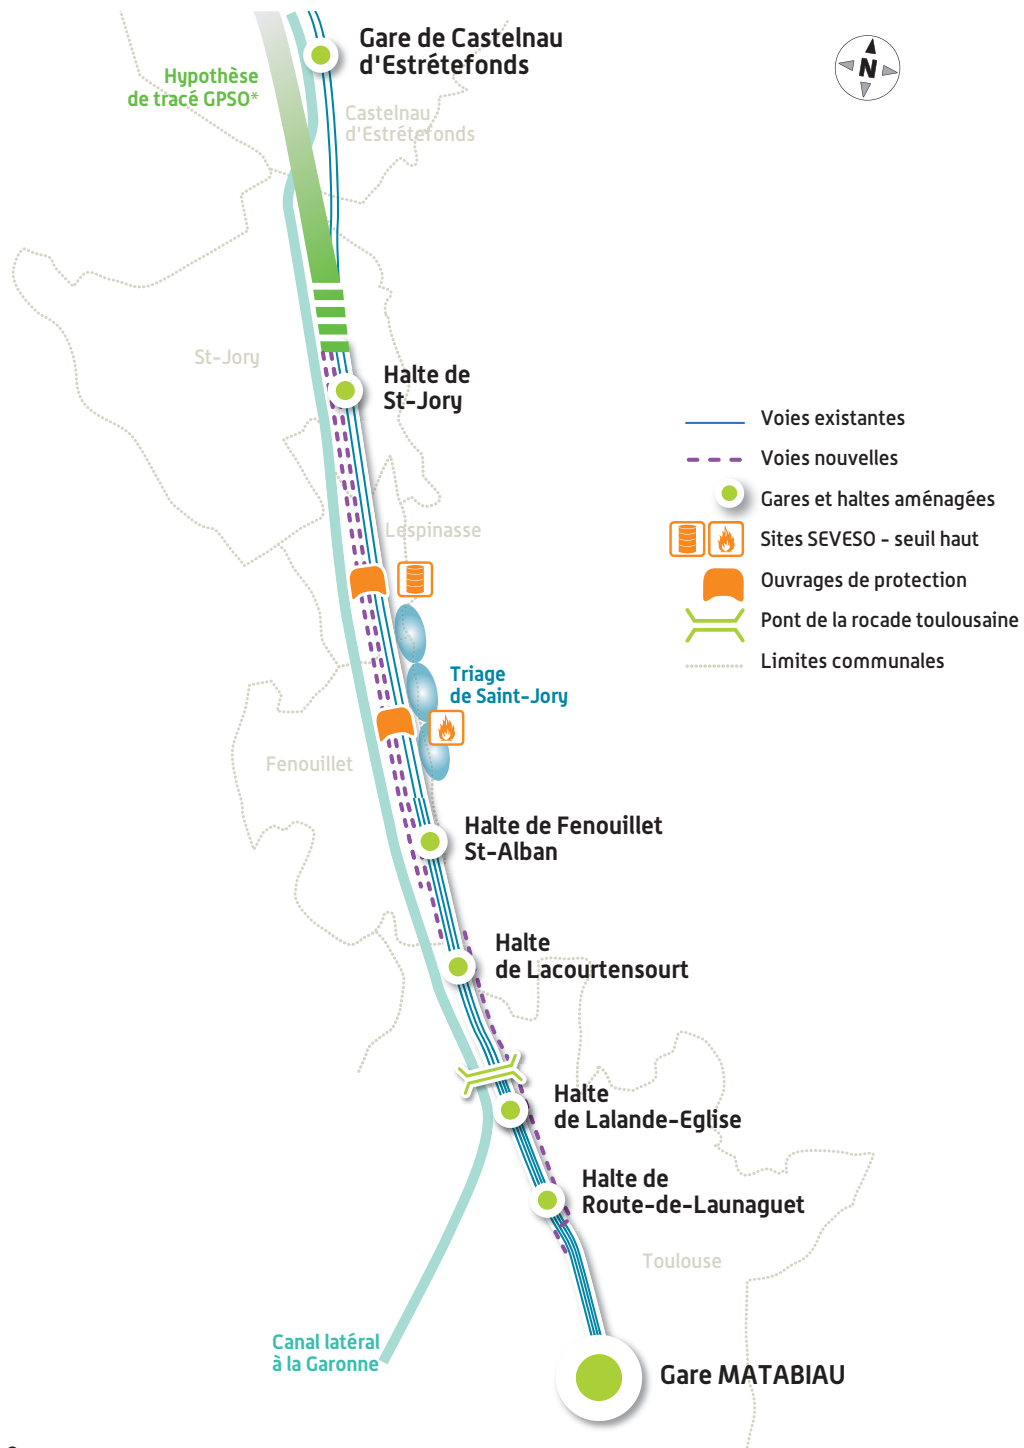 Gare de Castelnau
d'Estrétefonds
N
Hypothèse
de tracé GPSO*
Castelnau
d'Estrétefonds
St-Jory
Halte de
St-Jory
Voies existantes
Voies nouvelles
Gares et haltes aménagées
Sites SEVESO - seuil haut
Ouvrages de protection
Pont de la rocade toulousaine
Limites communales
Lespinasse
Triage
de Saint-Jory
Fenouillet
Halte de Fenouillet
St-Alban
Halte
de Lacourtensourt
Halte
de Lalande-Eglise
Halte de
Route-de-Launaguet
Toulouse
Canal latéral
à la Garonne
Gare MATABIAU